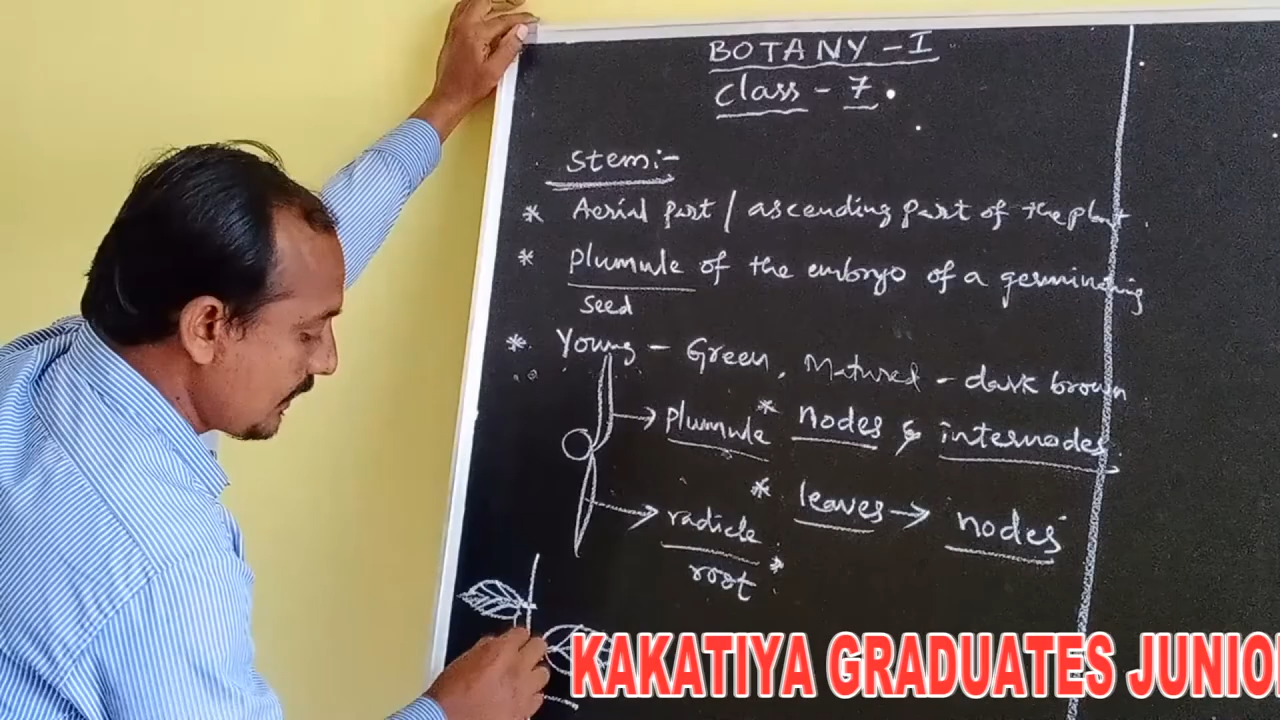 BOTANY - I
Class - 7.
Stem:-
* Aerial part / ascending part of the plant.
* Plumule of the embryo of a germinating
seed
* Young - Green, Matured - dark brown
plumule * nodes & internodes.
* leaves → nodes
radicle
root *
KAKATIYA GRADUATES JUNIO